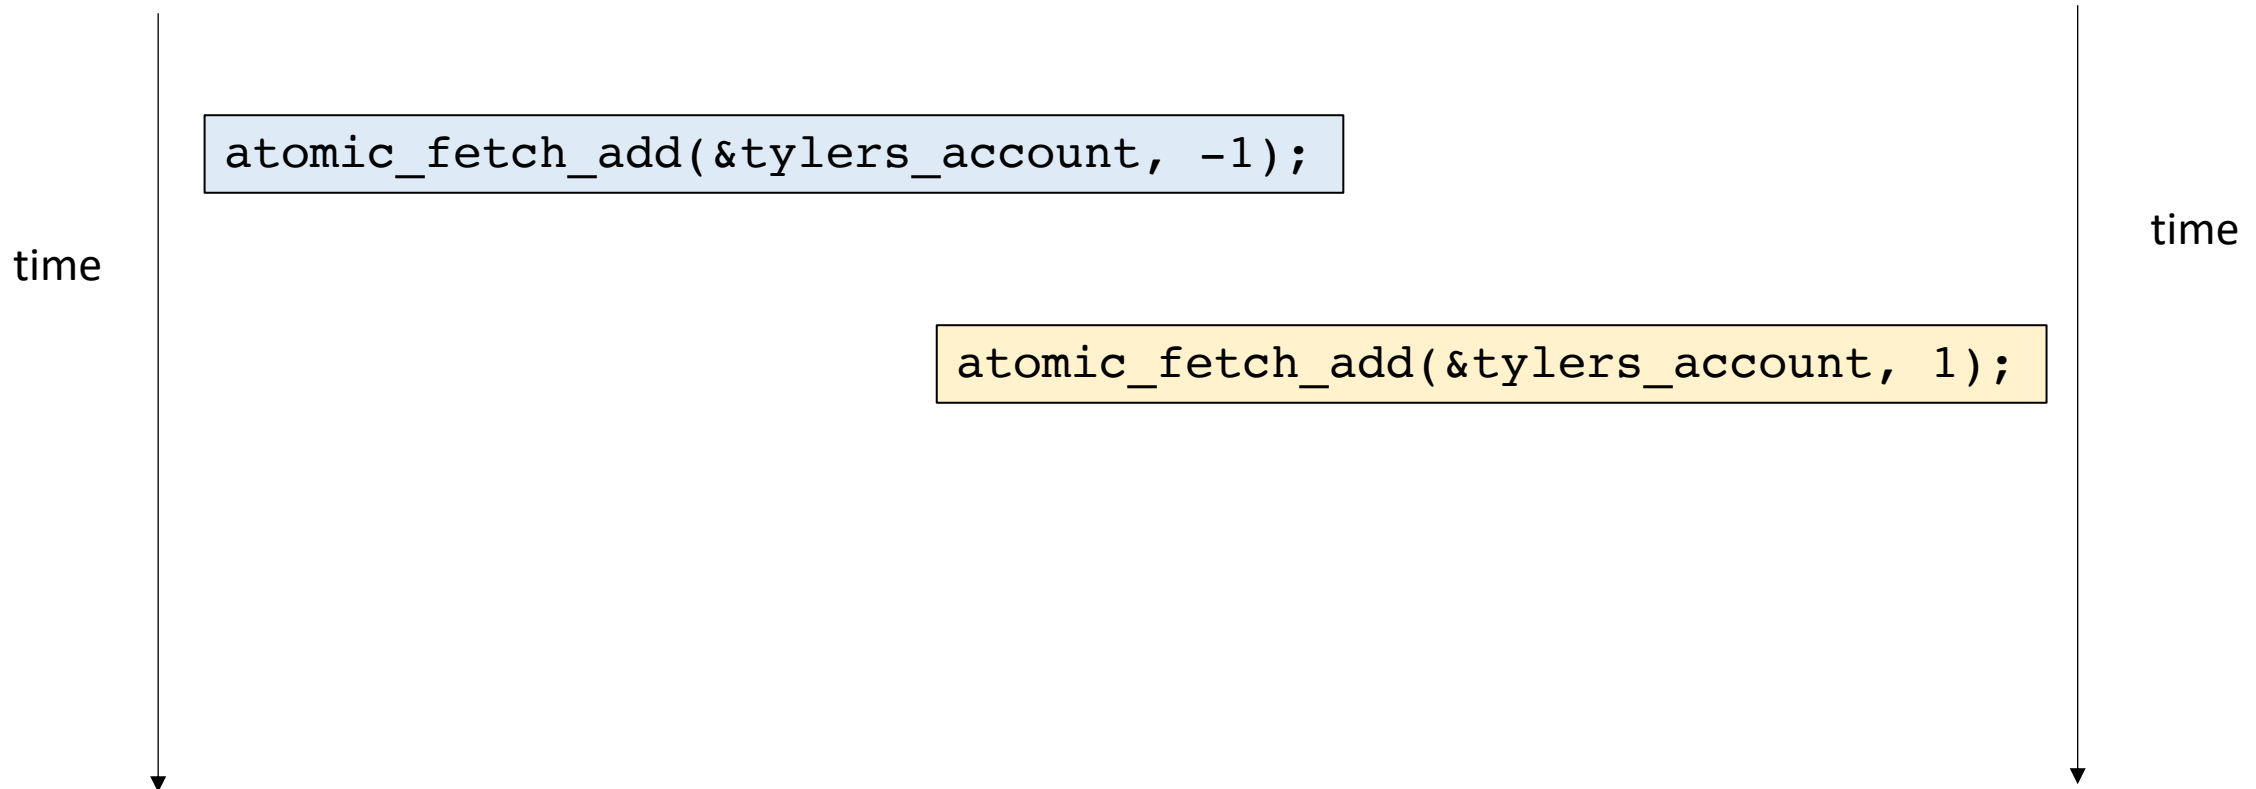 atomic_fetch_add(&tylers_account, -1);
time
time
atomic_fetch_add(&tylers_account, 1);